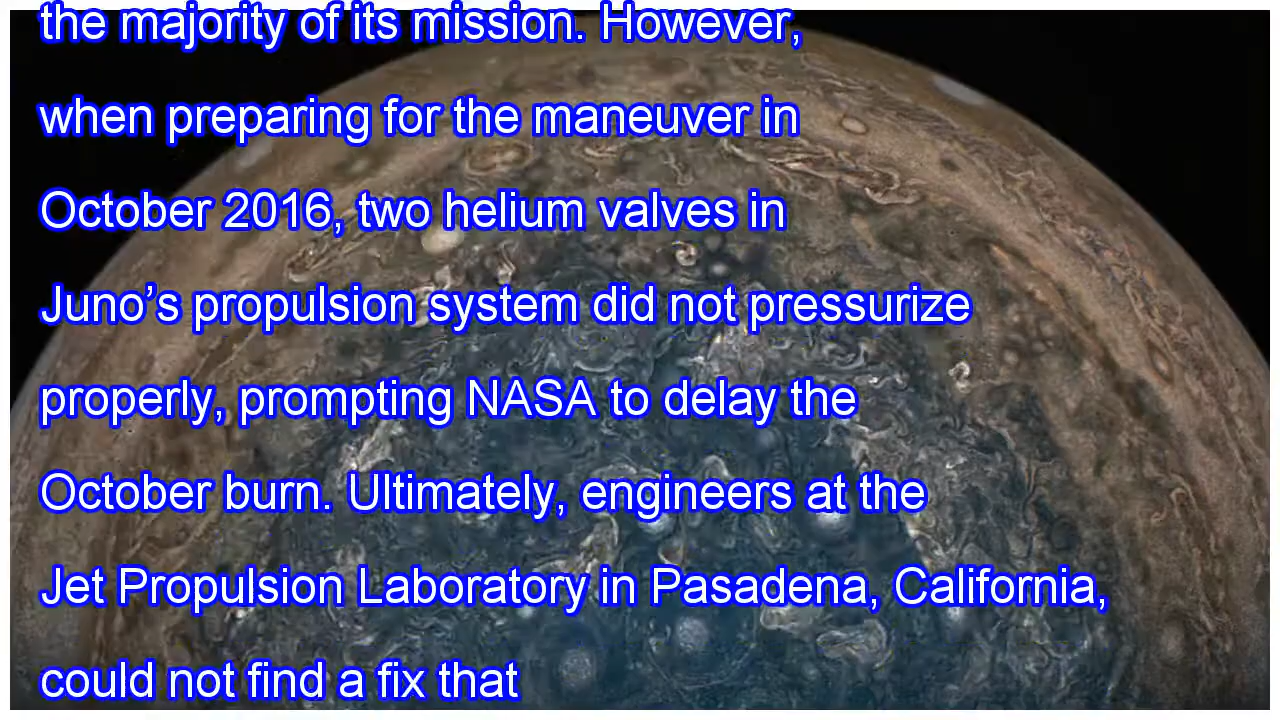 the majority of its mission. However,
when preparing for the maneuver in
October 2016, two helium valves in
Juno’s propulsion system did not pressurize
properly, prompting NASA to delay the
October burn. Ultimately, engineers at the
Jet Propulsion Laboratory in Pasadena, California,
could not find a fix that